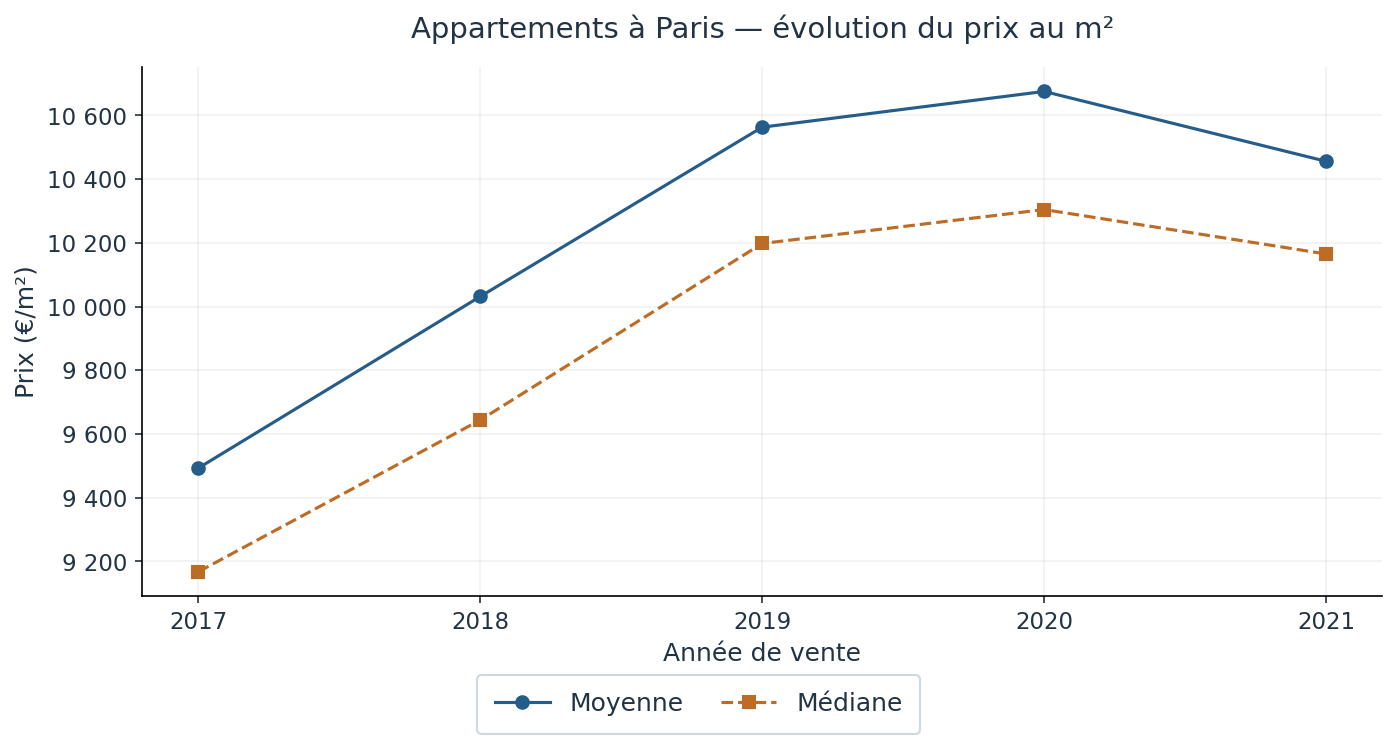 Appartements à Paris — évolution du prix au m²
Prix (€/m²)
10 600
10 400
10 200
10 000
9 800
9 600
9 400
9 200
2017 2018 2019 2020 2021
Année de vente
Moyenne Médiane